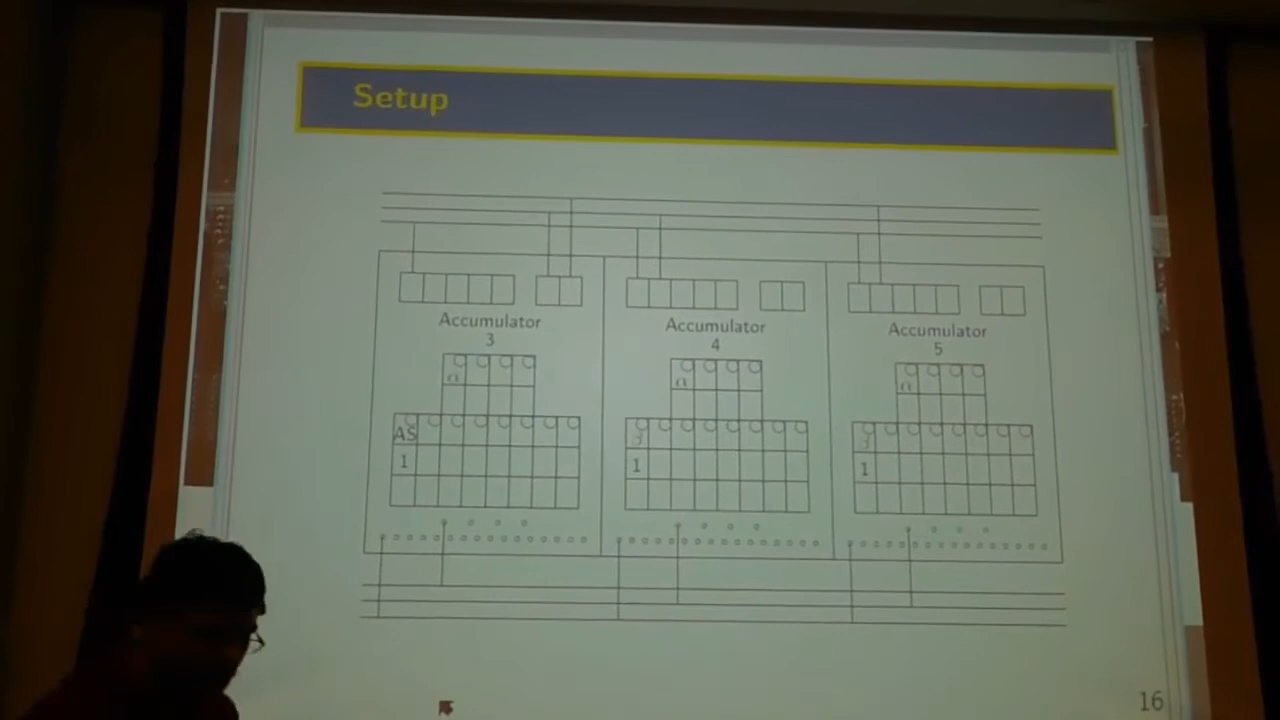 Setup
Accumulator
3
Accumulator
4
Accumulator
5
α
α
α
AS
β
β
1
1
1
16